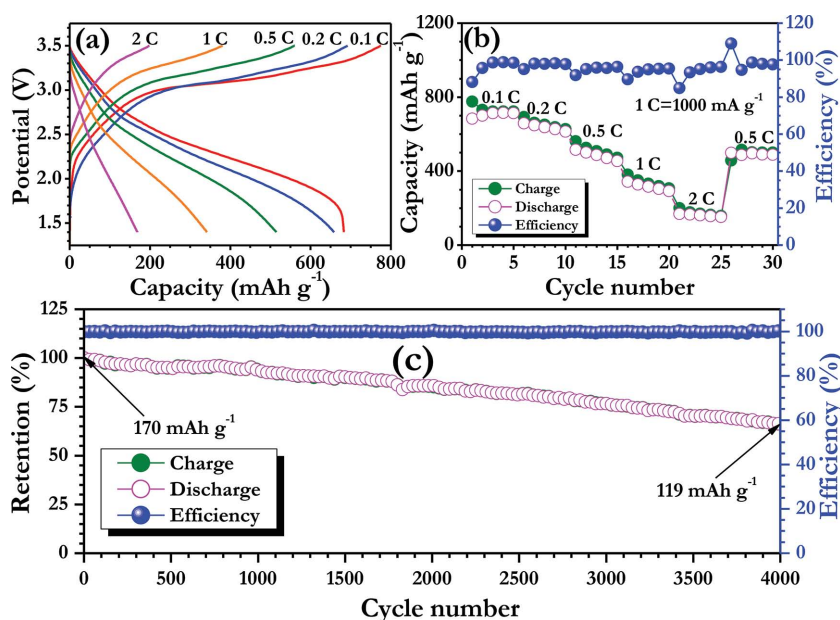 (a)
2 C
1 C
0.5 C
0.2 C
0.1 C
3.5
3.0
2.5
2.0
1.5
Potential (V)
0
200
400
600
800
Capacity (mAh g-1)
(b)
1200
800
400
0
Capacity (mAh g-1)
120
100
80
60
40
20
0
Efficiency (%)
0.1 C
0.2 C
0.5 C
1 C
2 C
0.5 C
1 C=1000 mA g-1
Charge
Discharge
Efficiency
0
5
10
15
20
25
30
Cycle number
(c)
125
100
75
50
25
0
Retention (%)
100
80
60
40
20
0
Efficiency (%)
170 mAh g-1
119 mAh g-1
Charge
Discharge
Efficiency
0
500
1000
1500
2000
2500
3000
3500
4000
Cycle number